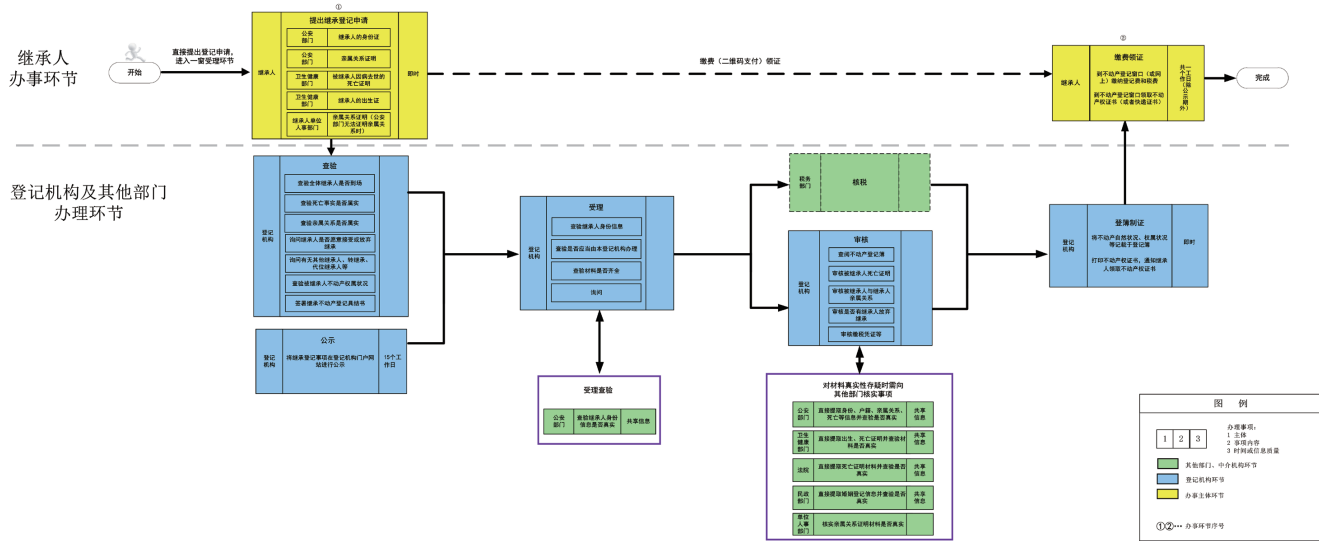 ①
继承人
办事环节
开始
直接提出登记申请，
进入一窗受理环节
提出继承登记申请
继承人
公安
部门
继承人的身份证
公安
部门
亲属关系证明
卫生健康
部门
被继承人因病去世的
死亡证明
卫生健康
部门
继承人的出生证
继承人单位
人事部门
亲属关系证明（公安
部门无法证明亲属关
系时）
即时
缴费（二维码支付）领证
②
缴费领证
继承人
到不动产登记窗口（或网
上）缴纳登记费和税费
到不动产登记窗口领取不动
产权证书（或者快递证书）
共一个工作日（除公示期外）
完成
登记机构及其他部门
办理环节
查验
登记
机构
查验全体继承人是否到场
查验死亡事实是否属实
查验亲属关系是否属实
询问继承人是否愿意接受或放弃
继承
询问有无其他继承人、转继承、
代位继承人等
查验被继承人不动产权属状况
签署继承不动产登记具结书
公示
登记
机构
将继承登记事项在登记机构门户网
站进行公示
15个工
作日
受理
登记
机构
查验继承人身份信息
查验是否应当由本登记机构办理
查验材料是否齐全
询问
受理查验
公安
部门
查验继承人身份
信息是否真实
共享信息
税务
部门
核税
审核
登记
机构
查阅不动产登记簿
审核被继承人死亡证明
审核被继承人与继承人
亲属关系
审核是否有继承人放弃
继承
审核缴税凭证等
对材料真实性存疑时需向
其他部门核实事项
公安
部门
直接提取身份、户籍、亲属关系、
死亡等信息并查验是否真实
共享
信息
卫生
健康
部门
直接提取出生、死亡证明并查验材
料是否真实
共享
信息
法院
直接提取死亡证明材料并查验是否
真实
共享
信息
民政
部门
直接提取婚姻登记信息并查验是否
真实
共享
信息
单位
人事
部门
核实亲属关系证明材料是否真实
登簿制证
登记
机构
将不动产自然状况、权属状况
等记载于登记簿
打印不动产权证书，通知继承
人领取不动产权证书
即时
图 例
1 2 3
办理事项：
1 主体
2 事项内容
3 时间或信息质量
其他部门、中介机构环节
登记机构环节
办事主体环节
①②··· 办事环节序号